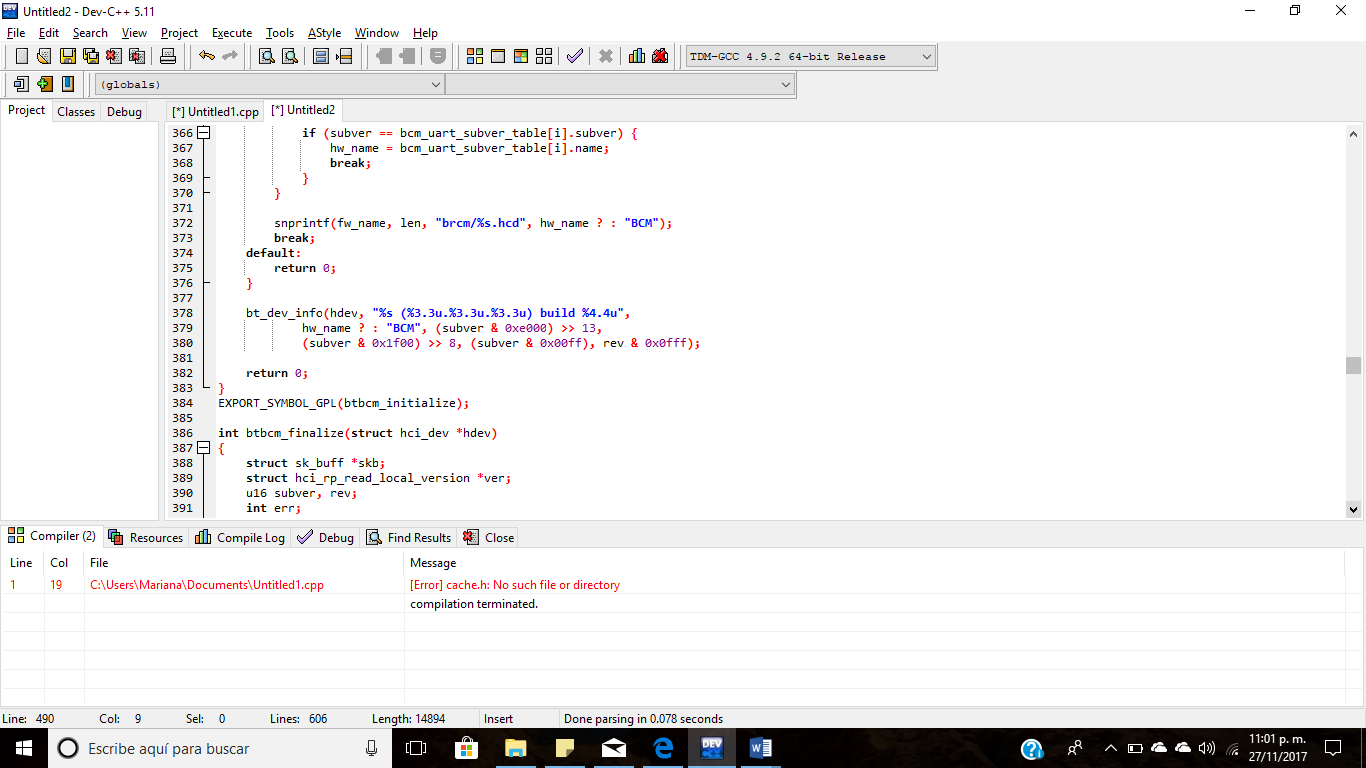 Untitled2 - Dev-C++ 5.11
File Edit Search View Project Execute Tools AStyle Window Help
TDM-GCC 4.9.2 64-bit Release
(globals)
Project Classes Debug [*] Untitled1.cpp [*] Untitled2
366 if (subver == bcm_uart_subver_table[i].subver) {
367 hw_name = bcm_uart_subver_table[i].name;
368 break;
369 }
370 }
371
372 snprintf(fw_name, len, "brcm/%s.hcd", hw_name ? : "BCM");
373 break;
374 default:
375 return 0;
376 }
377
378 bt_dev_info(hdev, "%s (%3.3u.%3.3u.%3.3u) build %4.4u",
379 hw_name ? : "BCM", (subver & 0xe000) >> 13,
380 (subver & 0x1f00) >> 8, (subver & 0x00ff), rev & 0x0fff);
381
382 return 0;
383 }
384 EXPORT_SYMBOL_GPL(btbcm_initialize);
385
386 int btbcm_finalize(struct hci_dev *hdev)
387 {
388 struct sk_buff *skb;
389 struct hci_rp_read_local_version *ver;
390 u16 subver, rev;
391 int err;
Compiler (2) Resources Compile Log Debug Find Results Close
Line Col File Message
1 19 C:\Users\Mariana\Documents\Untitled1.cpp [Error] cache.h: No such file or directory
compilation terminated.
Line: 490 Col: 9 Sel: 0 Lines: 606 Length: 14894 Insert Done parsing in 0.078 seconds
Escribe aquí para buscar
11:01 p. m.
27/11/2017